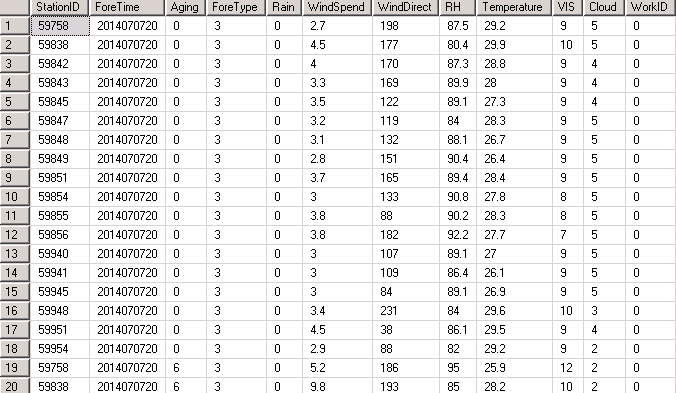 StationID ForeTime Aging ForeType Rain WindSpend WindDirect RH Temperature VIS Cloud WorkID
1 59758 2014070720 0 3 0 2.7 198 87.5 29.2 9 5 0
2 59838 2014070720 0 3 0 4.5 177 80.4 29.9 10 5 0
3 59842 2014070720 0 3 0 4 170 87.3 28.8 9 4 0
4 59843 2014070720 0 3 0 3.3 169 89.9 28 9 4 0
5 59845 2014070720 0 3 0 3.5 122 89.1 27.3 9 4 0
6 59847 2014070720 0 3 0 3.2 119 84 28.3 9 5 0
7 59848 2014070720 0 3 0 3.1 132 88.1 26.7 9 5 0
8 59849 2014070720 0 3 0 2.8 151 90.4 26.4 9 5 0
9 59851 2014070720 0 3 0 3.7 165 89.4 28.4 9 5 0
10 59854 2014070720 0 3 0 3 133 90.8 27.8 8 5 0
11 59855 2014070720 0 3 0 3.8 88 90.2 28.3 8 5 0
12 59856 2014070720 0 3 0 3.8 182 92.2 27.7 7 5 0
13 59940 2014070720 0 3 0 3 107 89.1 27 9 5 0
14 59941 2014070720 0 3 0 3 109 86.4 26.1 9 5 0
15 59945 2014070720 0 3 0 3 84 89.1 26.9 9 5 0
16 59948 2014070720 0 3 0 3.4 231 84 29.6 10 3 0
17 59951 2014070720 0 3 0 4.5 38 86.1 29.5 9 4 0
18 59954 2014070720 0 3 0 2.9 88 82 29.2 9 2 0
19 59758 2014070720 6 3 0 5.2 186 95 25.9 12 2 0
20 59838 2014070720 6 3 0 9.8 193 85 28.2 10 2 0